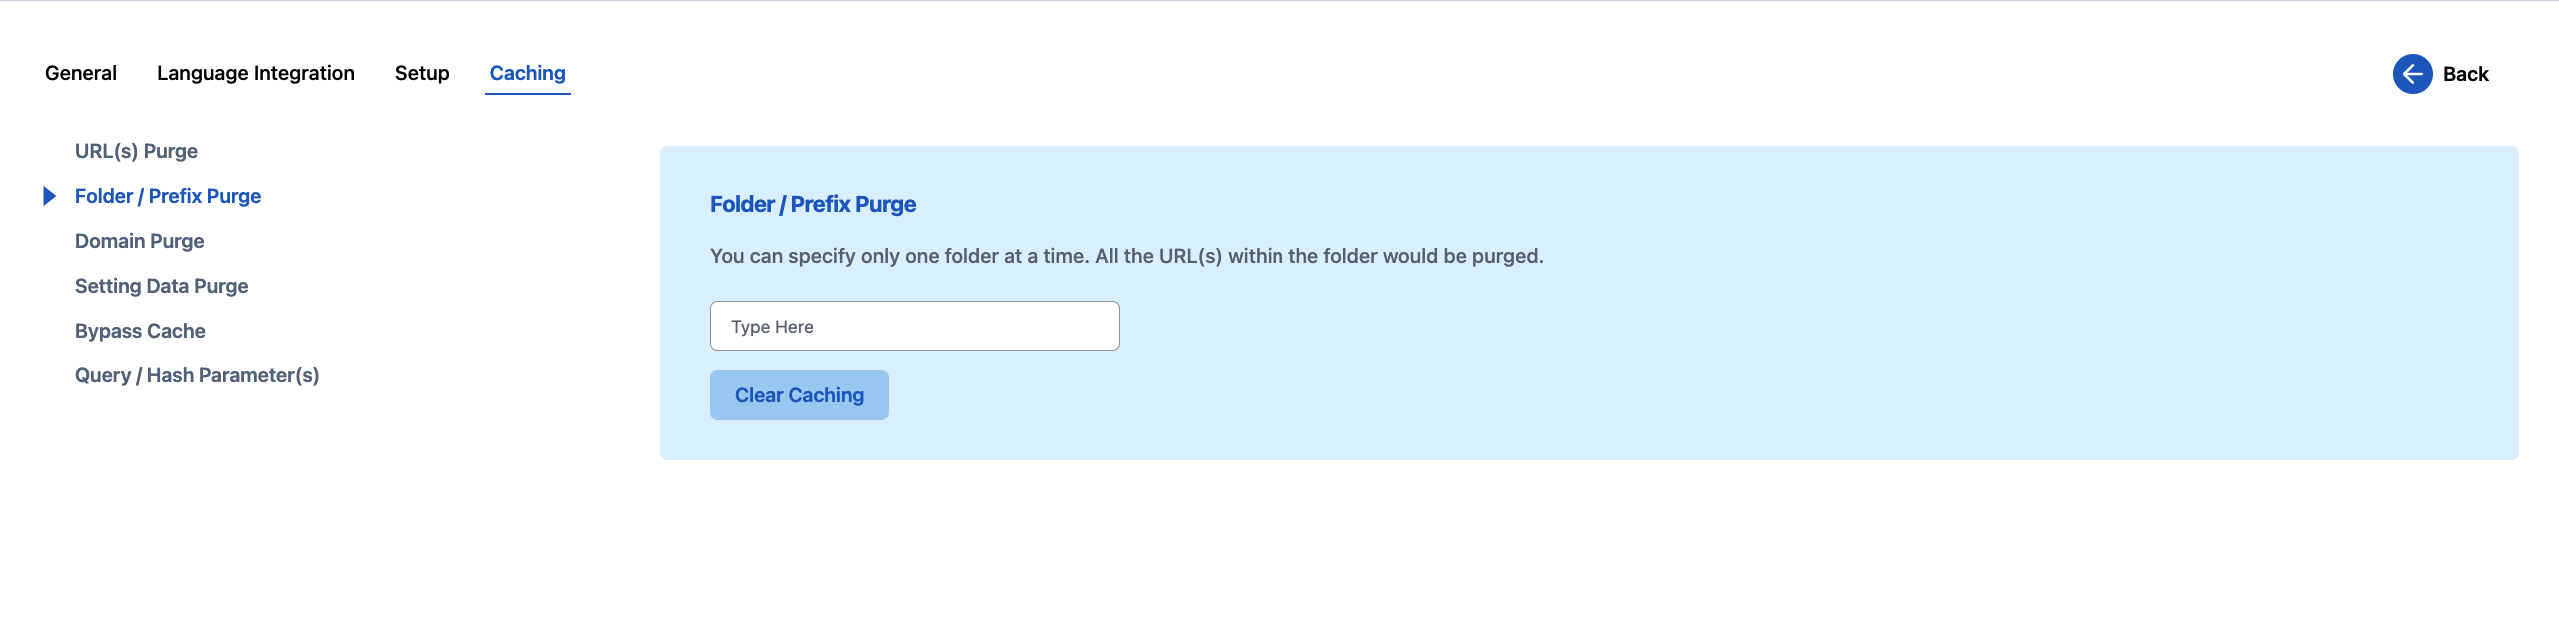 General
Language Integration
Setup
Caching
Back
URL(s) Purge
Folder / Prefix Purge
Domain Purge
Setting Data Purge
Bypass Cache
Query / Hash Parameter(s)
Folder / Prefix Purge
You can specify only one folder at a time. All the URL(s) within the folder would be purged.
Type Here
Clear Caching